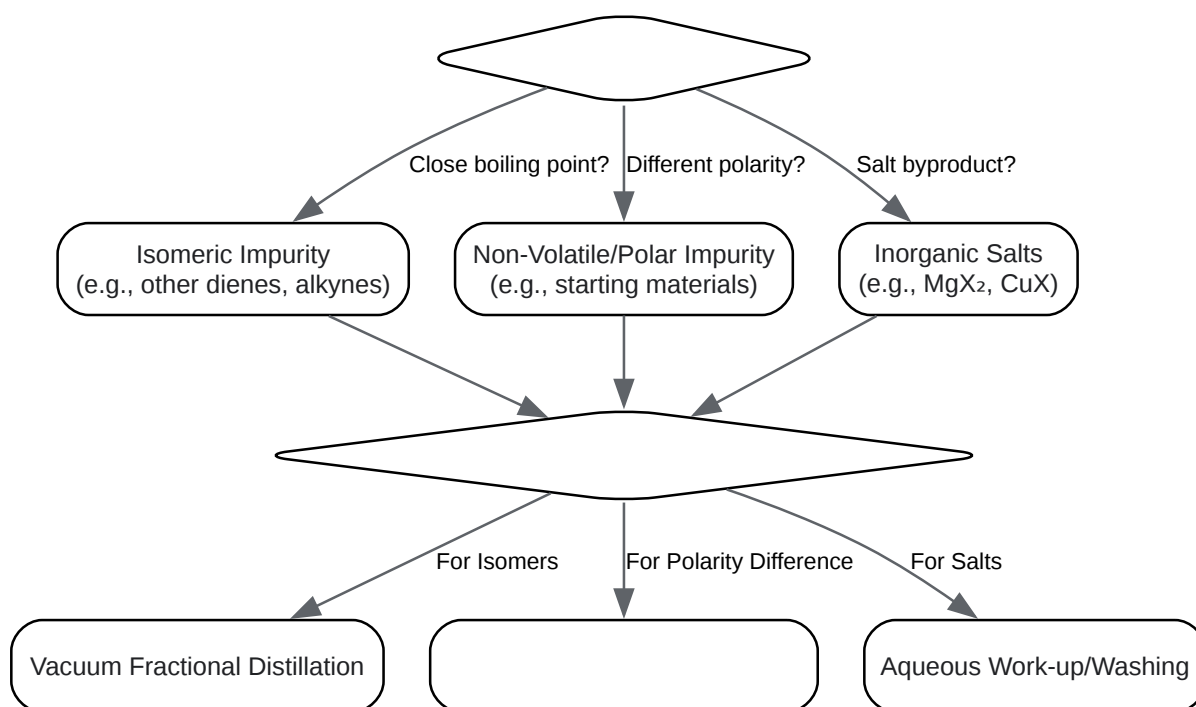 Close boiling point?
Different polarity?
Salt byproduct?
Isomeric Impurity
(e.g., other dienes, alkynes)
Non-Volatile/Polar Impurity
(e.g., starting materials)
Inorganic Salts
(e.g., MgX₂, CuX)
For Isomers
For Polarity Difference
For Salts
Vacuum Fractional Distillation
Aqueous Work-up/Washing